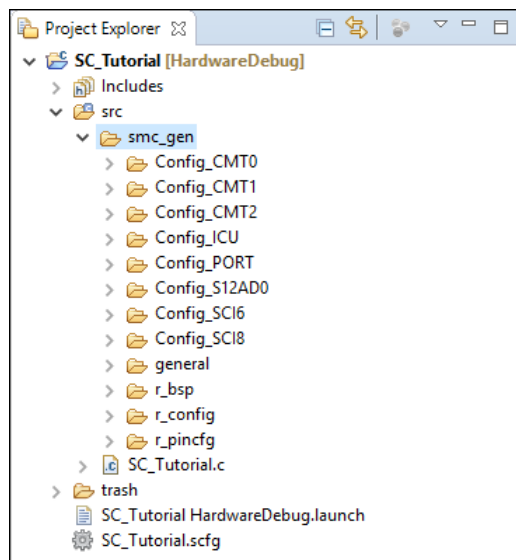 Project Explorer
SC_Tutorial [HardwareDebug]
Includes
src
smc_gen
Config_CMT0
Config_CMT1
Config_CMT2
Config_ICU
Config_PORT
Config_S12AD0
Config_SCI6
Config_SCI8
general
r_bsp
r_config
r_pincfg
SC_Tutorial.c
trash
SC_Tutorial HardwareDebug.launch
SC_Tutorial.scfg